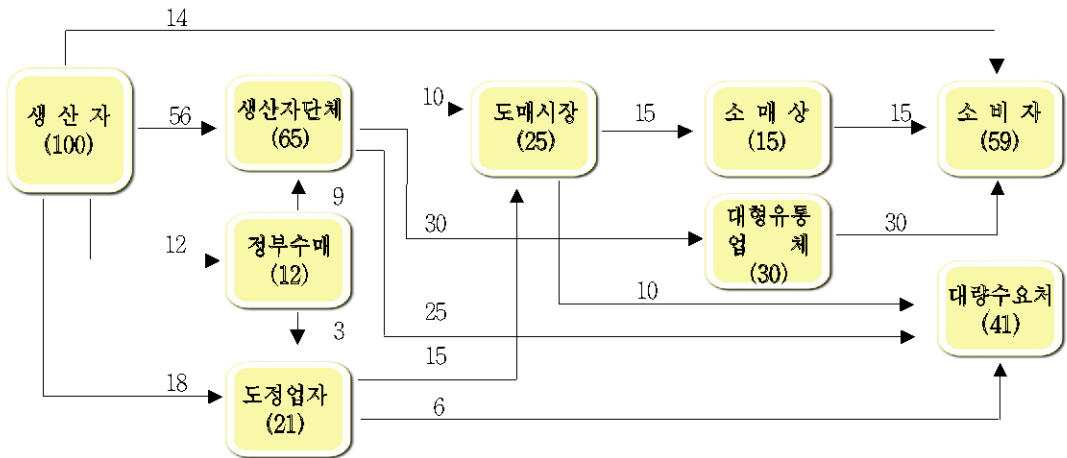 14
생 산 자
(100)
56
생산자단체
(65)
10
도매시장
(25)
15
소 매 상
(15)
15
소 비 자
(59)
9
30
대형유통
업 체
(30)
30
12
정부수매
(12)
10
대량수요처
(41)
25
3
15
18
도정업자
(21)
6